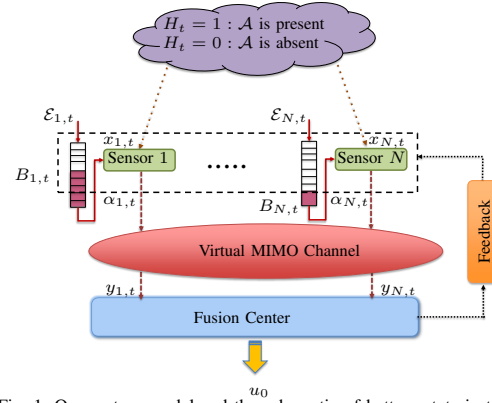 H_t = 1 : 𝒜 is present
H_t = 0 : 𝒜 is absent
ℰ_{1,t}
ℰ_{N,t}
x_{1,t}
x_{N,t}
Sensor 1
.....
Sensor N
B_{1,t}
α_{1,t}
B_{N,t}
α_{N,t}
Feedback
Virtual MIMO Channel
y_{1,t}
y_{N,t}
Fusion Center
u_0